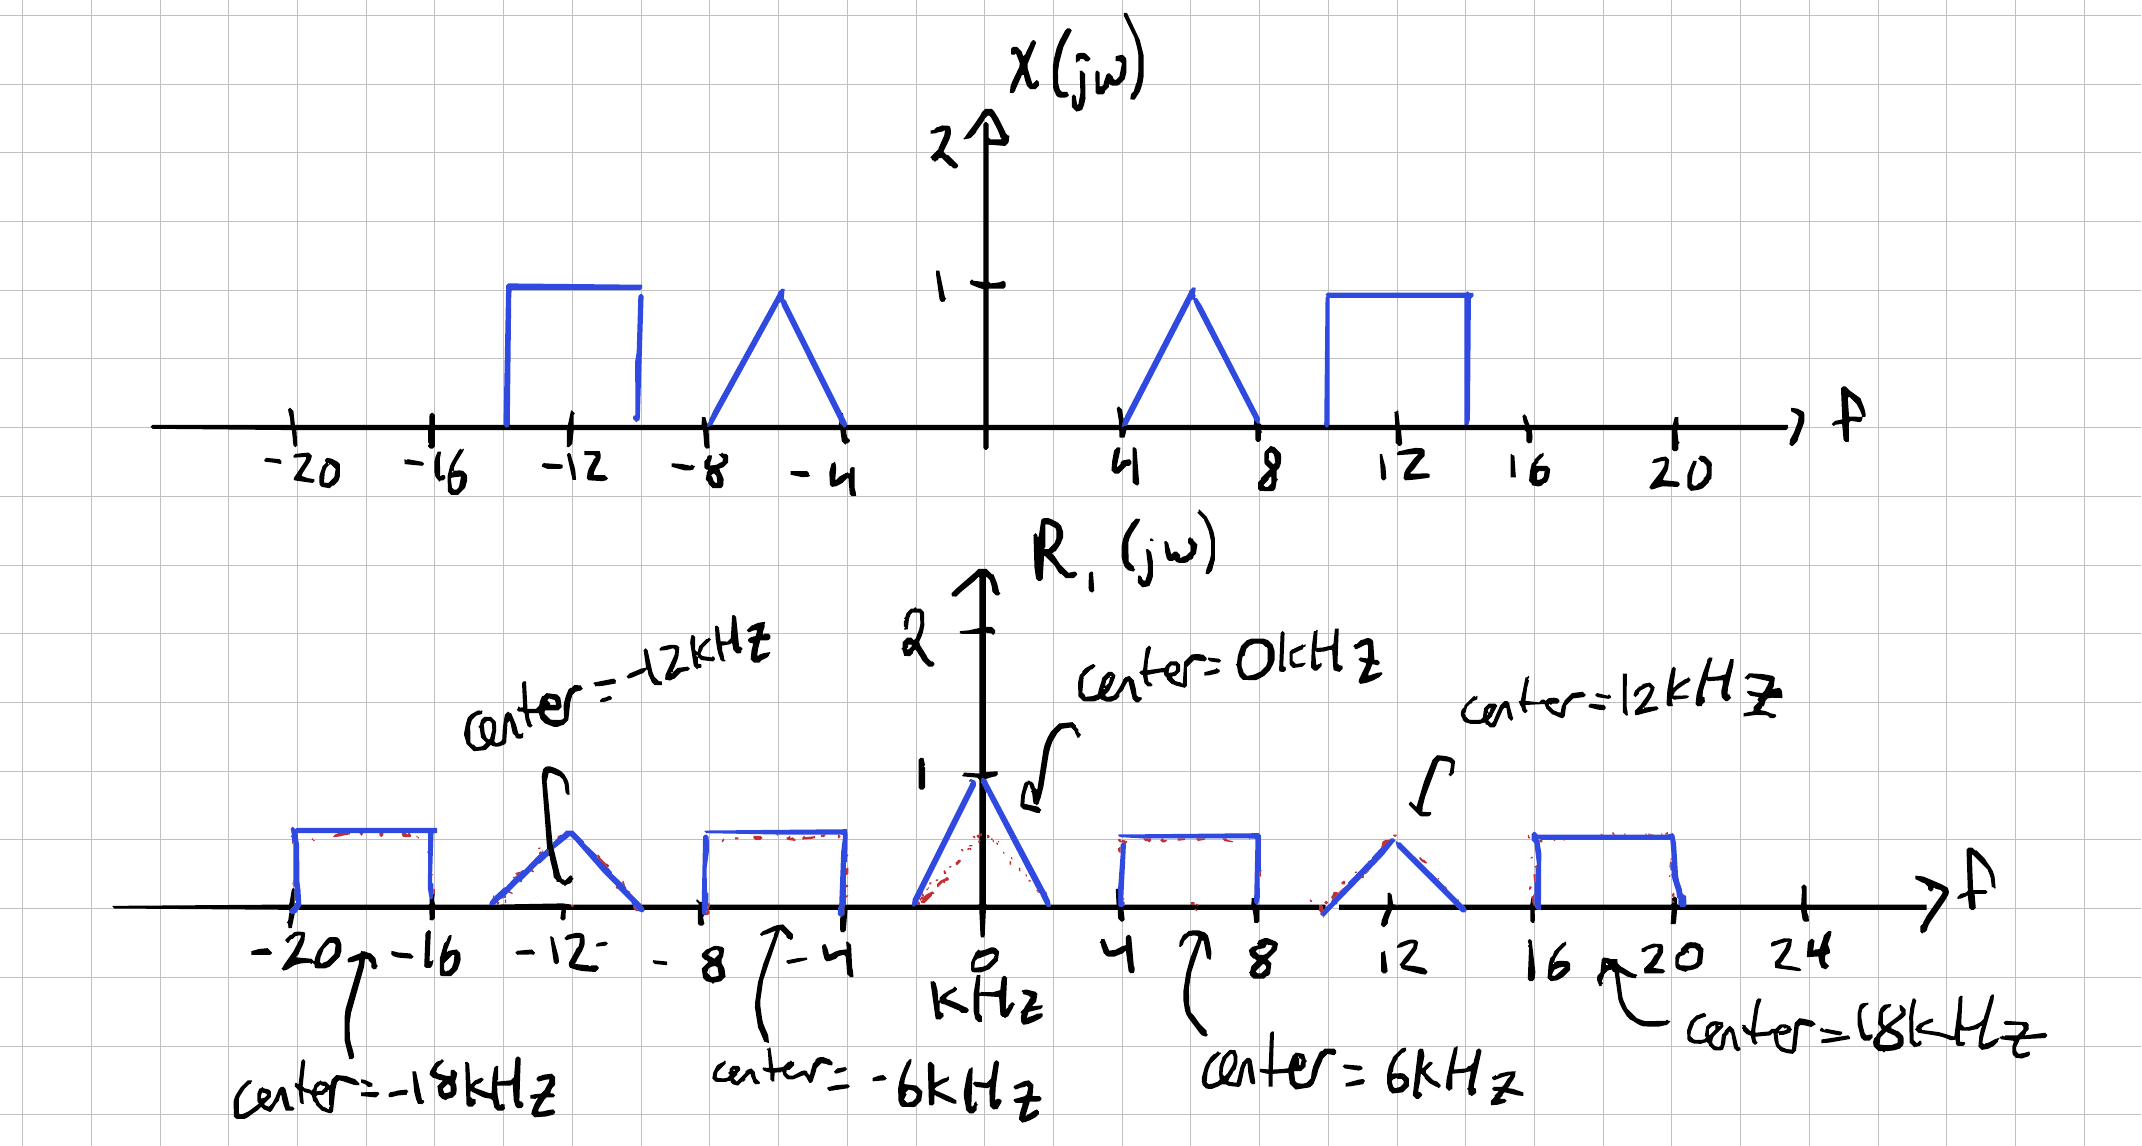 X(jw)
2
1
-20 -16 -12 -8 -4 4 8 12 16 20 f
R1(jw)
2
center=-12kHz
center=0kHz
center=12kHz
1
-20 -16 -12 -8 -4 0 4 8 12 16 20 24 f
kHz
center=18kHz
center=-18kHz center=-6kHz center=6kHz